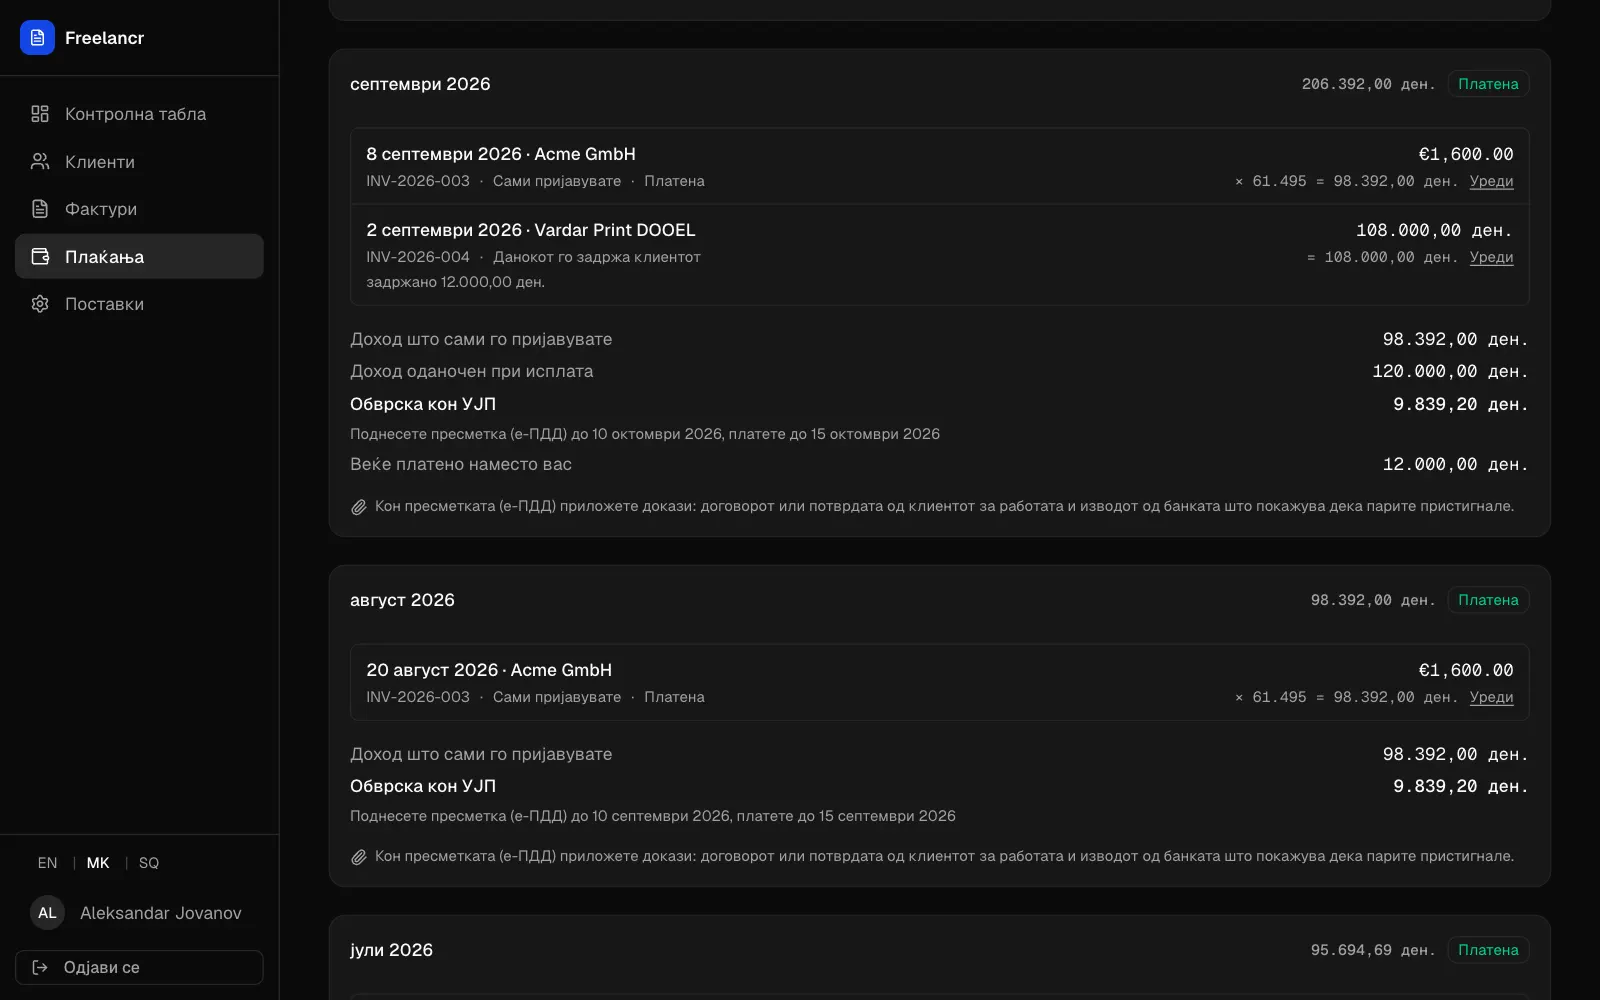 Freelancr
Контролна табла
Клиенти
Фактури
Плаќања
Поставки
EN | MK | SQ
AL Aleksandar Jovanov
Одјави се
септември 2026 206.392,00 ден. Платена
8 септември 2026 · Acme GmbH €1,600.00
INV-2026-003 · Сами пријавувате · Платена × 61.495 = 98.392,00 ден. Уреди
2 септември 2026 · Vardar Print DOOEL 108.000,00 ден.
INV-2026-004 · Данокот го задржа клиентот = 108.000,00 ден. Уреди
задржано 12.000,00 ден.
Доход што сами го пријавувате 98.392,00 ден.
Доход оданочен при исплата 120.000,00 ден.
Обврска кон УЈП 9.839,20 ден.
Поднесете пресметка (е-ПДД) до 10 октомври 2026, платете до 15 октомври 2026
Веќе платено наместо вас 12.000,00 ден.
Кон пресметката (е-ПДД) приложете докази: договорот или потврдата од клиентот за работата и изводот од банката што покажува дека парите пристигнале.
август 2026 98.392,00 ден. Платена
20 август 2026 · Acme GmbH €1,600.00
INV-2026-003 · Сами пријавувате · Платена × 61.495 = 98.392,00 ден. Уреди
Доход што сами го пријавувате 98.392,00 ден.
Обврска кон УЈП 9.839,20 ден.
Поднесете пресметка (е-ПДД) до 10 септември 2026, платете до 15 септември 2026
Кон пресметката (е-ПДД) приложете докази: договорот или потврдата од клиентот за работата и изводот од банката што покажува дека парите пристигнале.
јули 2026 95.694,69 ден. Платена